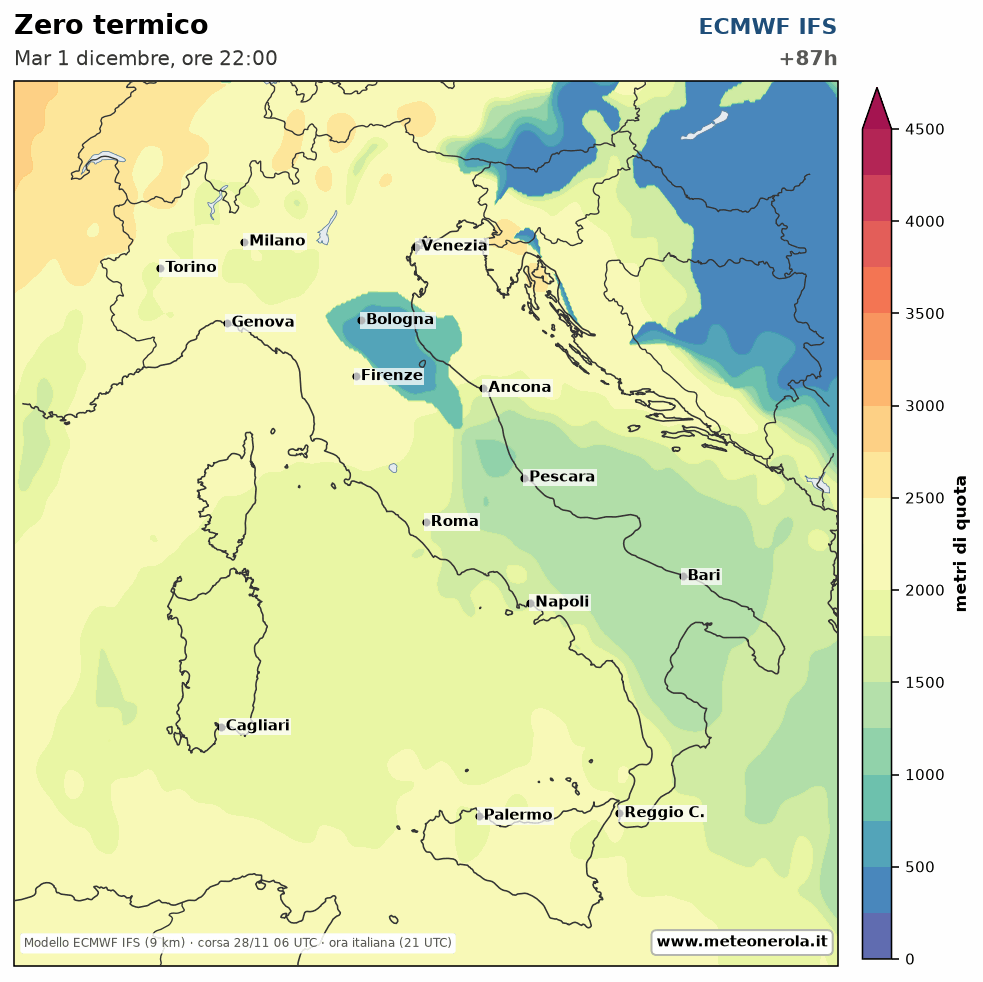 Zero termico
ECMWF IFS
Mar 1 dicembre, ore 22:00
+87h
4500
4000
3500
3000
2500
2000
1500
1000
500
0
metri di quota
Milano
Venezia
Torino
Genova
Bologna
Firenze
Ancona
Pescara
Roma
Bari
Napoli
Cagliari
Palermo
Reggio C.
Modello ECMWF IFS (9 km) · corsa 28/11 06 UTC · ora italiana (21 UTC)
www.meteonerola.it